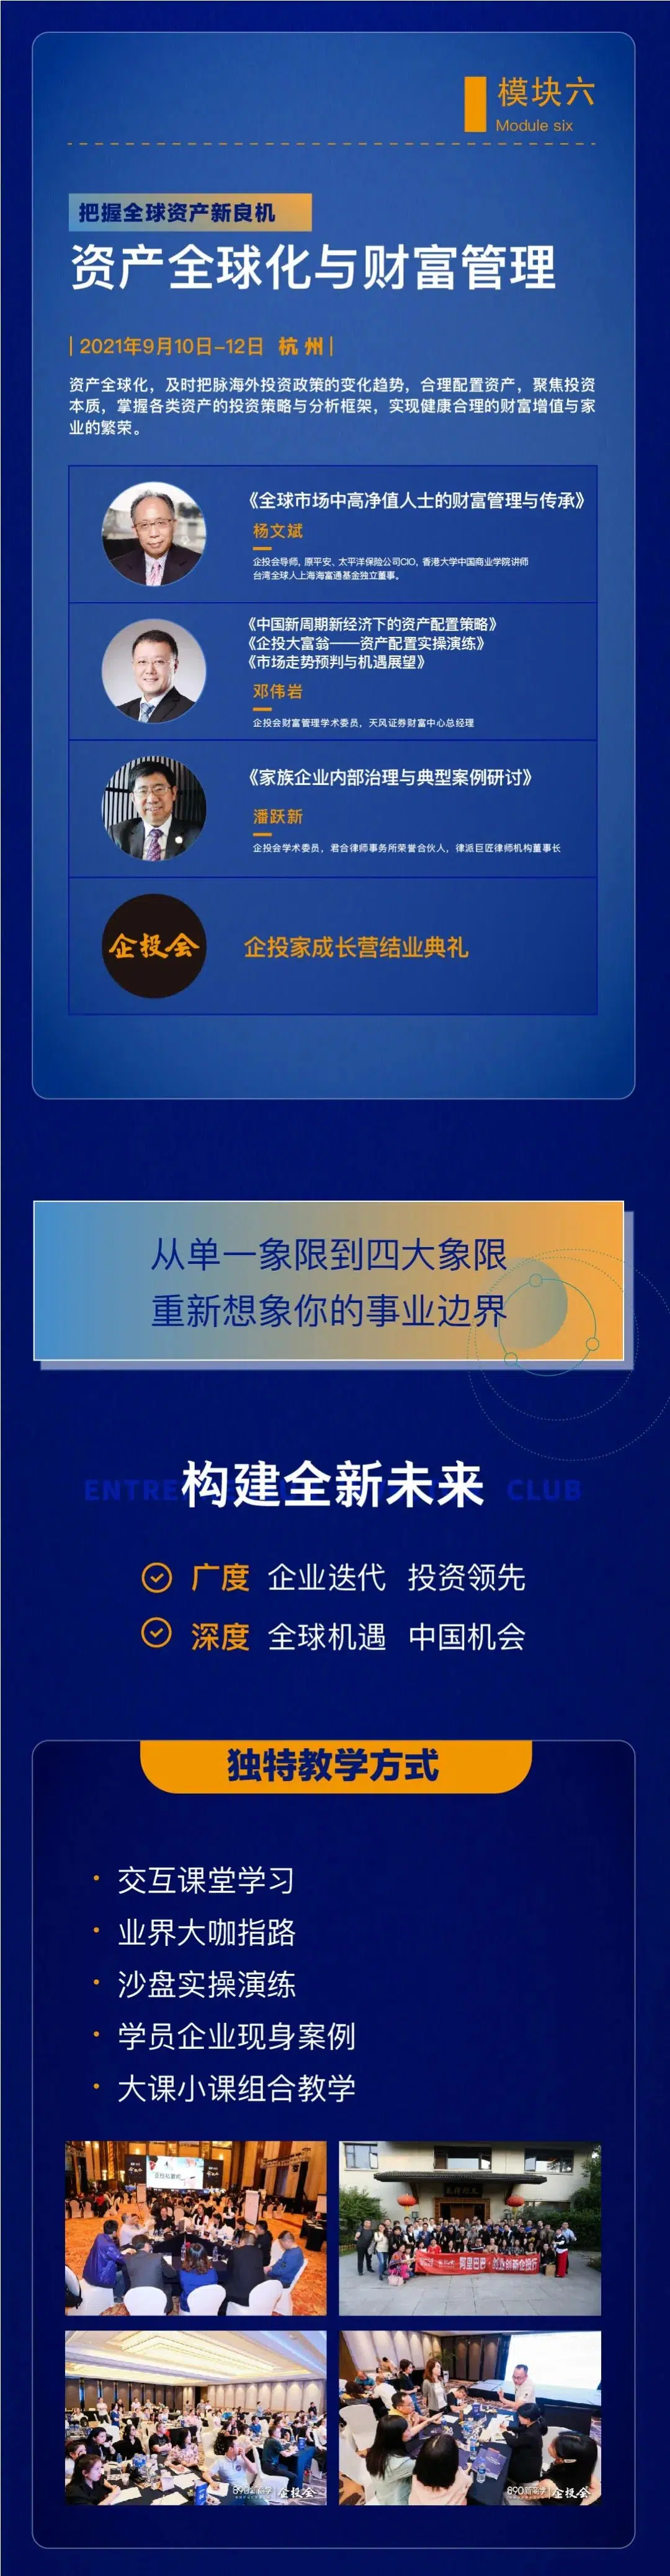 模块六
Module six
把握全球资产新良机
资产全球化与财富管理
|2021年9月10日-12日 杭州|
资产全球化，及时把脉海外投资政策的变化趋势，合理配置资产，聚焦投资
本质，掌握各类资产的投资策略与分析框架，实现健康合理的财富增值与家
业的繁荣。
《全球市场中高净值人士的财富管理与传承》
杨文斌
企投会导师，原平安、太平洋保险公司CIO，香港大学中国商业学院讲师
台湾全球人上海海富通基金独立董事。
《中国新周期新经济下的资产配置策略》
《企投大富翁——资产配置实操演练》
《市场走势预判与机遇展望》
邓伟岩
企投会财富管理学术委员，天风证券财富中心总经理
《家族企业内部治理与典型案例研讨》
潘跃新
企投会学术委员，君合律师事务所荣誉合伙人，律派巨匠律师机构董事长
企投会
企投家成长营结业典礼
从单一象限到四大象限
重新想象你的事业边界
构建全新未来
CLUB
广度 企业迭代 投资领先
深度 全球机遇 中国机会
独特教学方式
· 交互课堂学习
· 业界大咖指路
· 沙盘实操演练
· 学员企业现身案例
· 大课小课组合教学
890新商学 企投会
890新商学 企投会